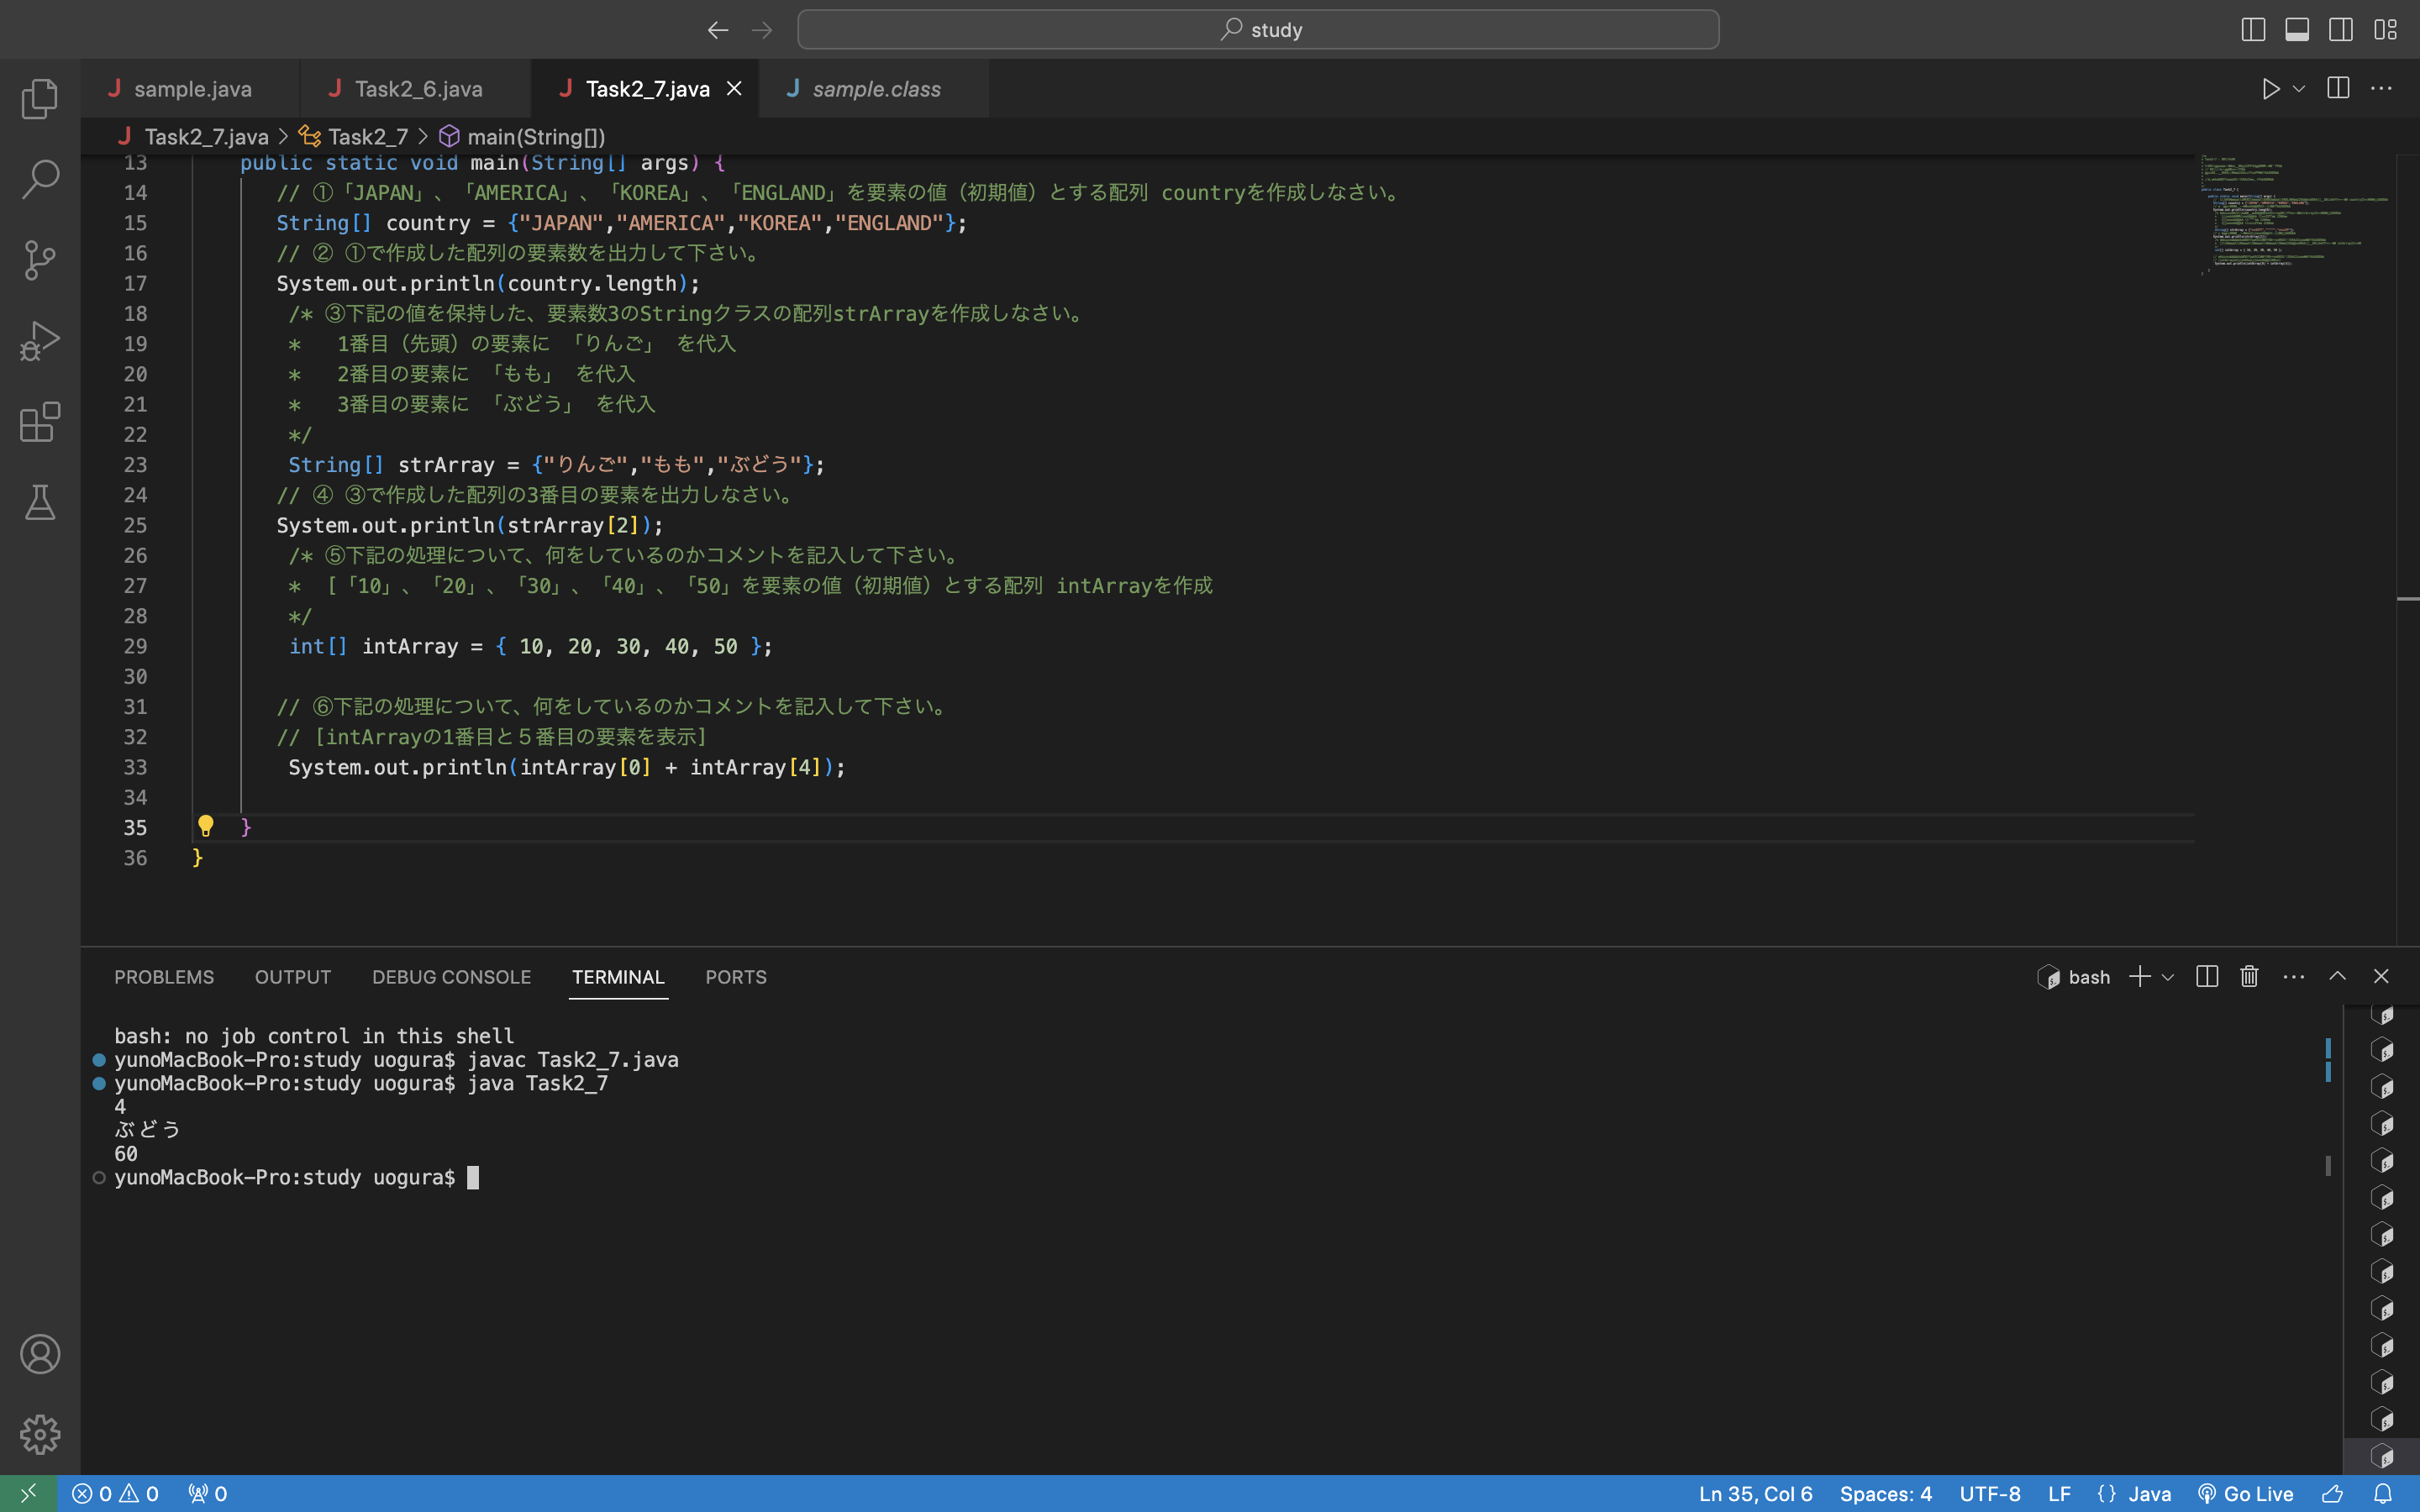 study
sample.java
Task2_6.java
Task2_7.java
sample.class
Task2_7.java > Task2_7 > main(String[])
13 public static void main(String[] args) {
14 // ①「JAPAN」、「AMERICA」、「KOREA」、「ENGLAND」を要素の値（初期値）とする配列 countryを作成しなさい。
15 String[] country = {"JAPAN","AMERICA","KOREA","ENGLAND"};
16 // ② ①で作成した配列の要素数を出力して下さい。
17 System.out.println(country.length);
18 /* ③下記の値を保持した、要素数3のStringクラスの配列strArrayを作成しなさい。
19 * 1番目（先頭）の要素に 「りんご」 を代入
20 * 2番目の要素に 「もも」 を代入
21 * 3番目の要素に 「ぶどう」 を代入
22 */
23 String[] strArray = {"りんご","もも","ぶどう"};
24 // ④ ③で作成した配列の3番目の要素を出力しなさい。
25 System.out.println(strArray[2]);
26 /* ⑤下記の処理について、何をしているのかコメントを記入して下さい。
27 * [「10」、「20」、「30」、「40」、「50」を要素の値（初期値）とする配列 intArrayを作成
28 */
29 int[] intArray = { 10, 20, 30, 40, 50 };
30
31 // ⑥下記の処理について、何をしているのかコメントを記入して下さい。
32 // [intArrayの1番目と５番目の要素を表示]
33 System.out.println(intArray[0] + intArray[4]);
34
35 }
36 }
PROBLEMS OUTPUT DEBUG CONSOLE TERMINAL PORTS
bash
bash: no job control in this shell
yunoMacBook-Pro:study uogura$ javac Task2_7.java
yunoMacBook-Pro:study uogura$ java Task2_7
4
ぶどう
60
yunoMacBook-Pro:study uogura$
0 0 0
Ln 35, Col 6 Spaces: 4 UTF-8 LF {} Java Go Live